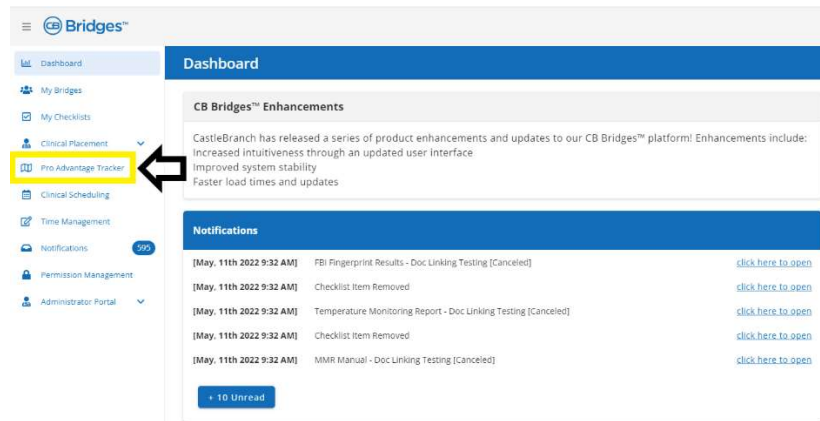 CB Bridges™
Dashboard
My Bridges
My Checklists
Clinical Placement
Pro Advantage Tracker
Clinical Scheduling
Time Management
Notifications 595
Permission Management
Administrator Portal
Dashboard
CB Bridges™ Enhancements
CastleBranch has released a series of product enhancements and updates to our CB Bridges™ platform! Enhancements include:
Increased intuitiveness through an updated user interface
Improved system stability
Faster load times and updates
Notifications
[May, 11th 2022 9:32 AM] FBI Fingerprint Results - Doc Linking Testing [Canceled] click here to open
[May, 11th 2022 9:32 AM] Checklist Item Removed click here to open
[May, 11th 2022 9:32 AM] Temperature Monitoring Report - Doc Linking Testing [Canceled] click here to open
[May, 11th 2022 9:32 AM] Checklist Item Removed click here to open
[May, 11th 2022 9:32 AM] MMR Manual - Doc Linking Testing [Canceled] click here to open
+ 10 Unread